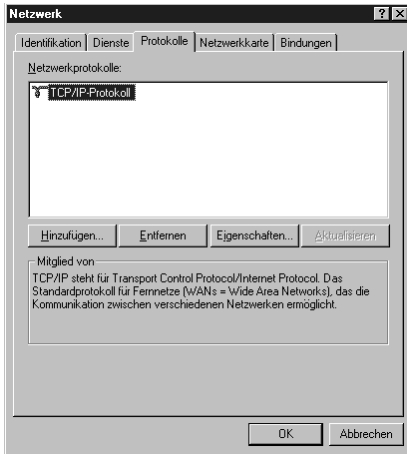 Netzwerk
Identifikation Dienste Protokolle Netzwerkkarte Bindungen
Netzwerkprotokolle:
TCP/IP-Protokoll
Hinzufügen... Entfernen Eigenschaften... Aktualisieren
Mitglied von
TCP/IP steht für Transport Control Protocol/Internet Protocol. Das
Standardprotokoll für Fernnetze (WANs = Wide Area Networks), das die
Kommunikation zwischen verschiedenen Netzwerken ermöglicht.
OK Abbrechen